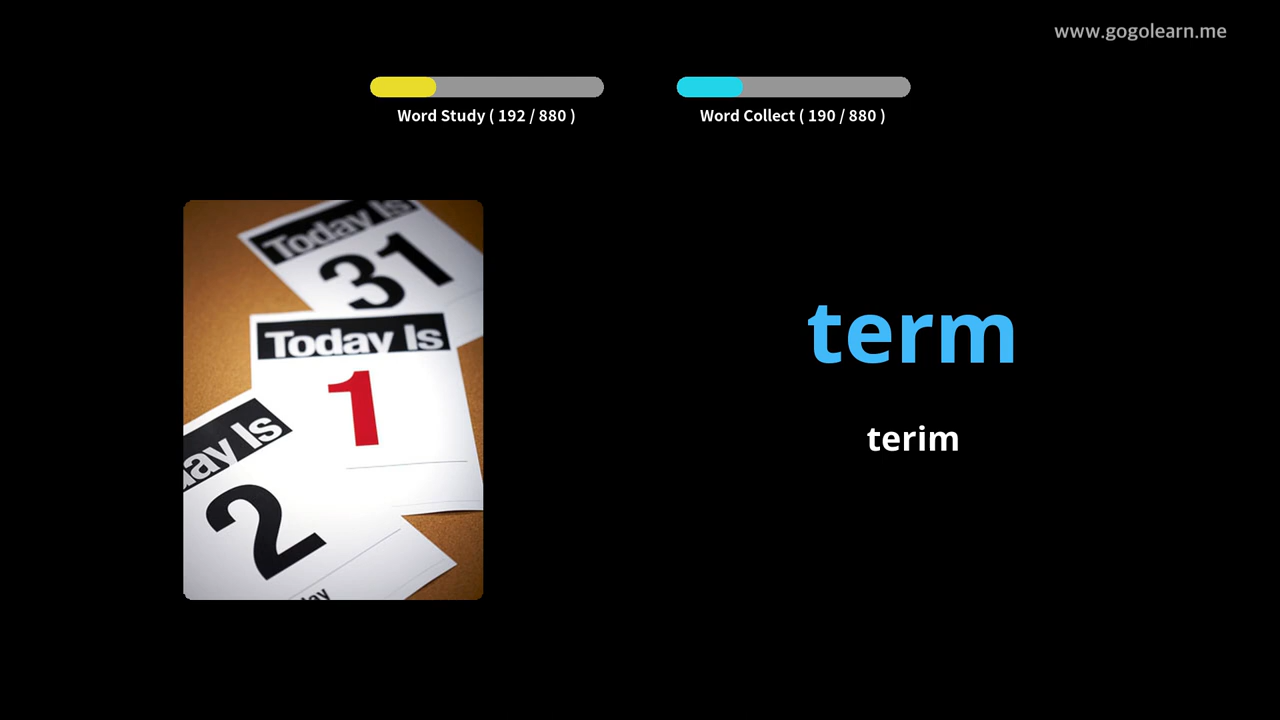 www.gogolearn.me
Word Study ( 192 / 880 )
Word Collect ( 190 / 880 )
Today Is
31
Today Is
1
day Is
2
term
terim